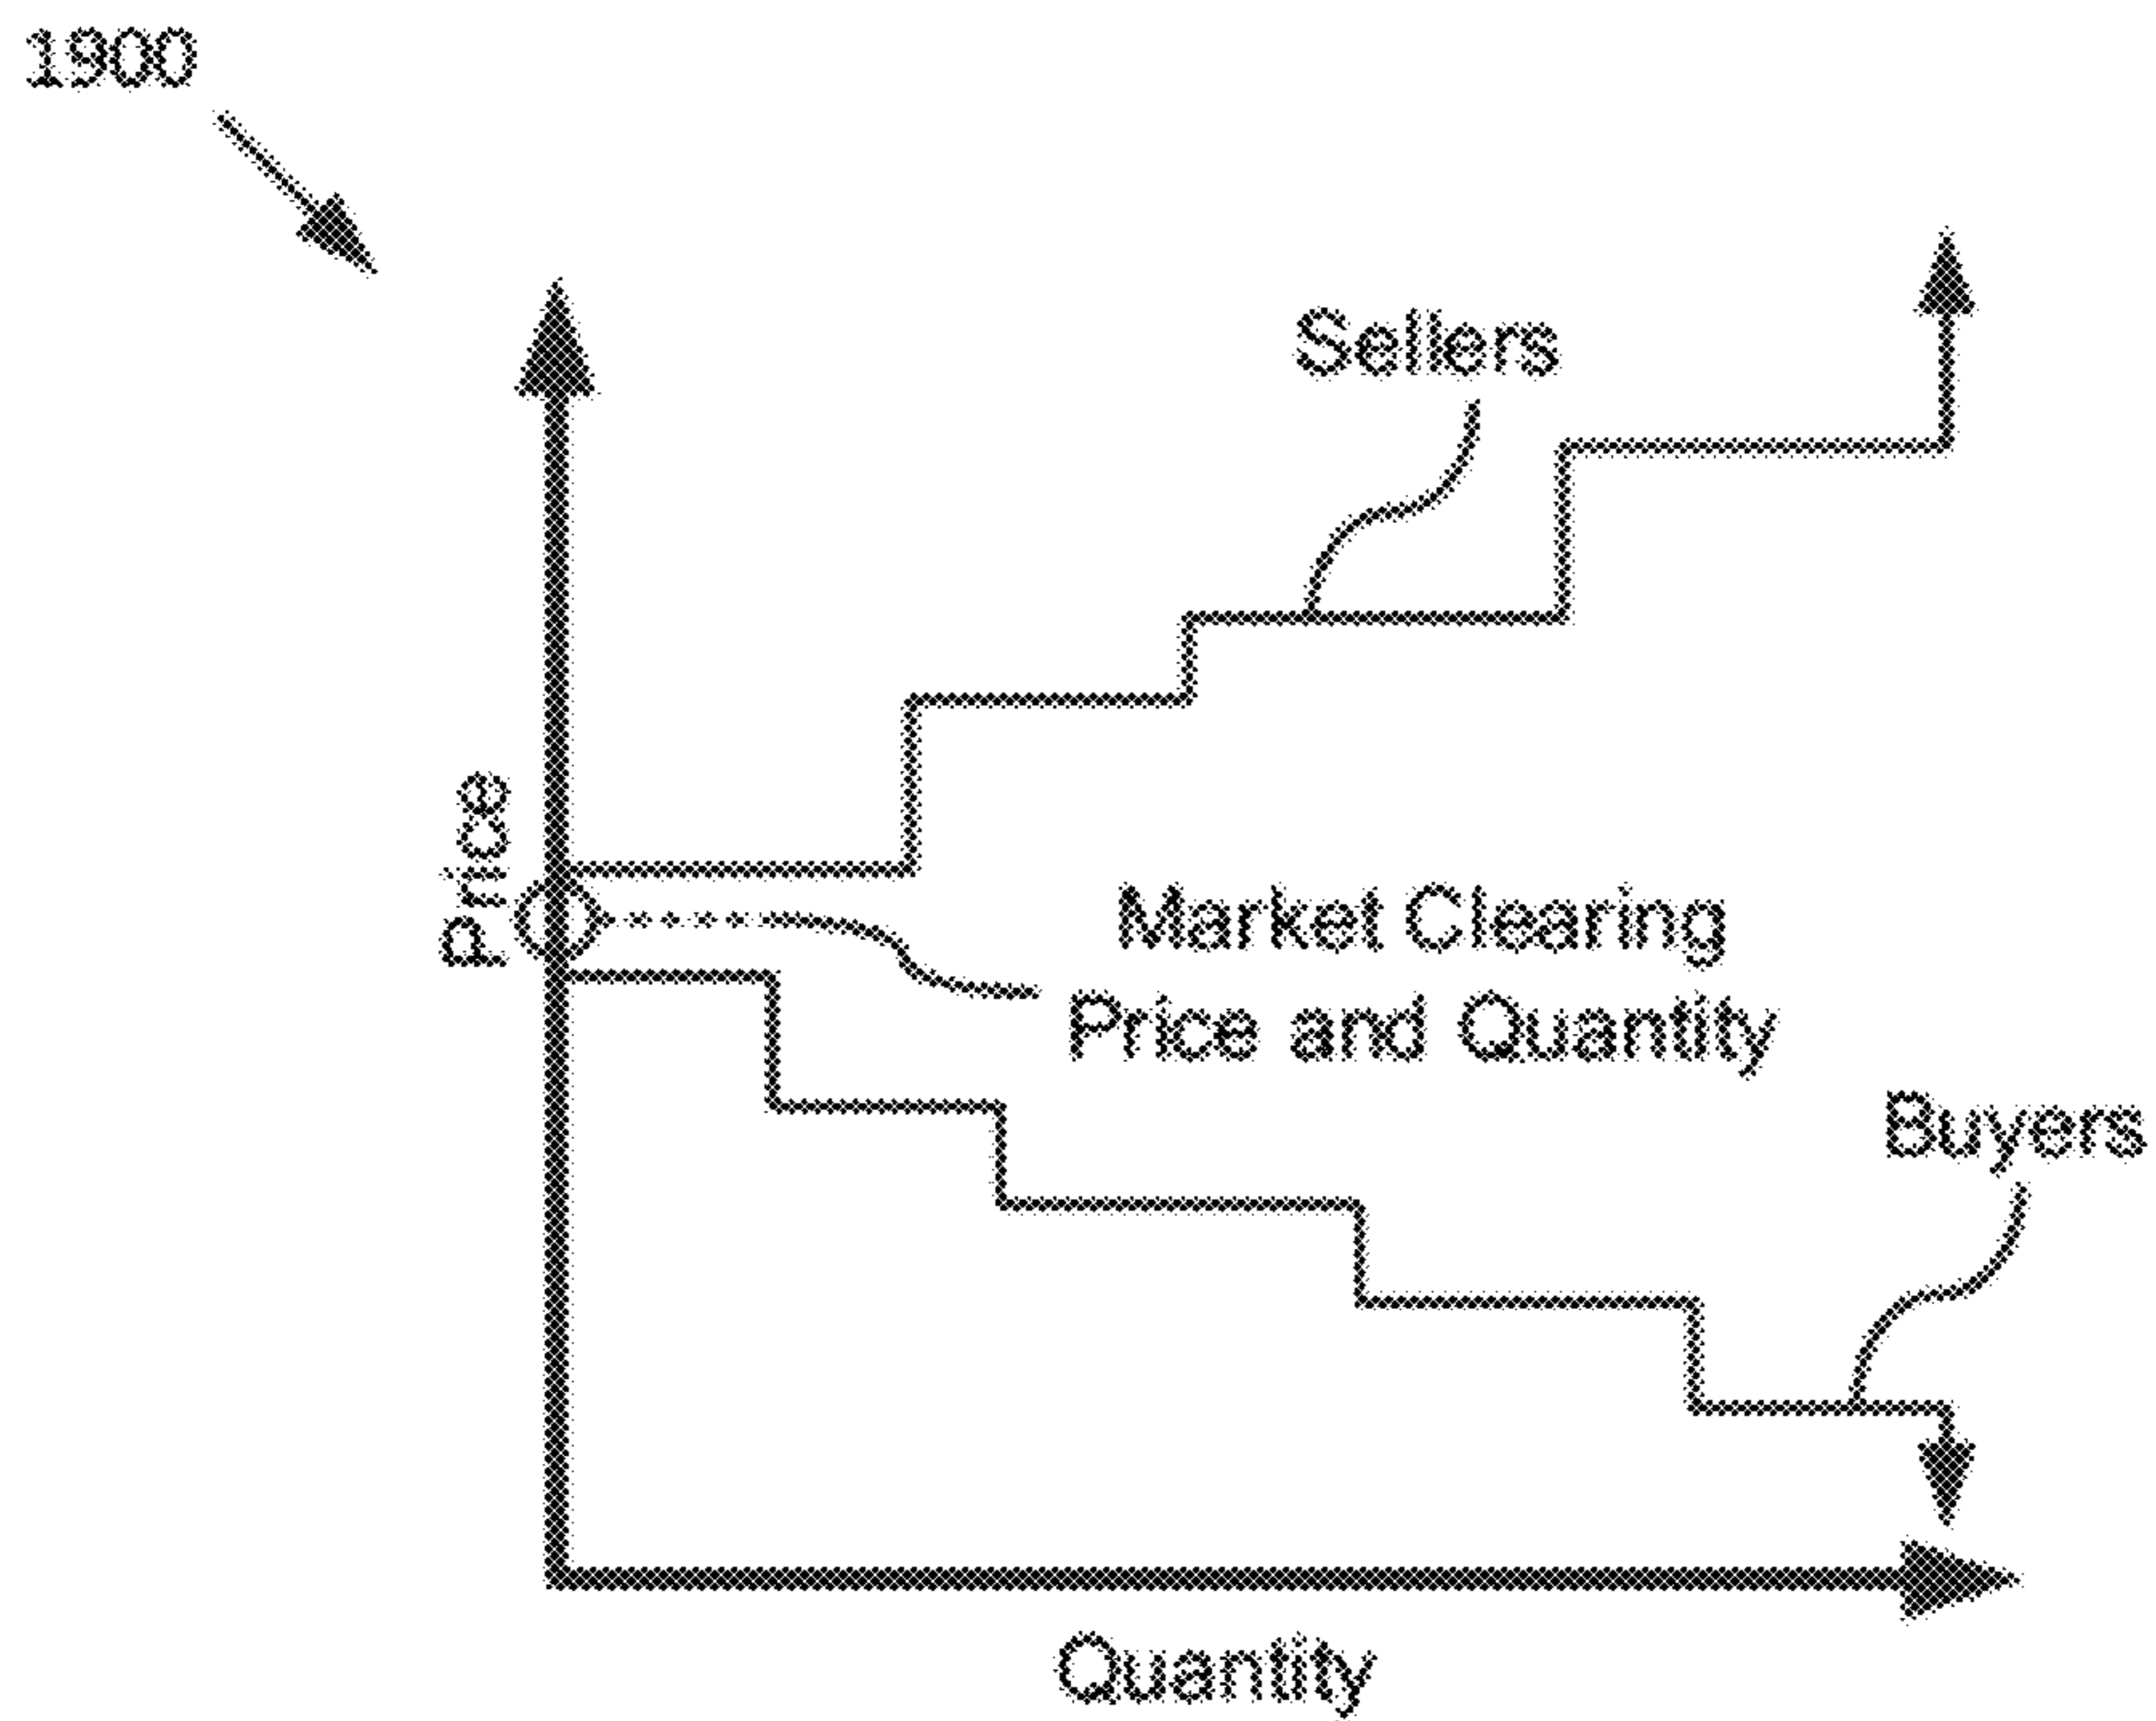 1900
Sellers
Price
Market Clearing
Price and Quantity
Buyers
Quantity